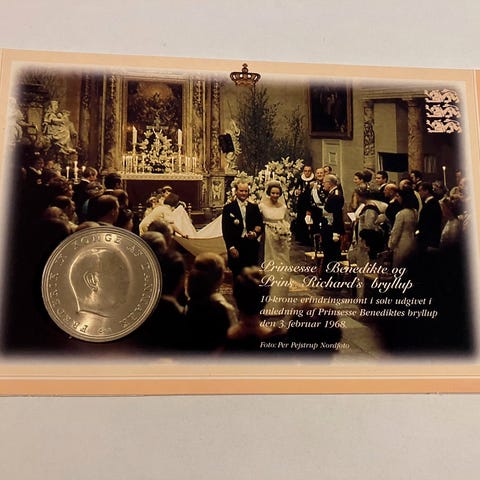 FREDERIK IX KONGE AF DANMARK
Prinsesse Benedikte og
Prins Richard's bryllup
10-krone erindringsmønt i sølv udgivet i
anledning af Prinsesse Benediktes bryllup
den 3. februar 1968.
Foto: Per Pejstrup Nordfoto